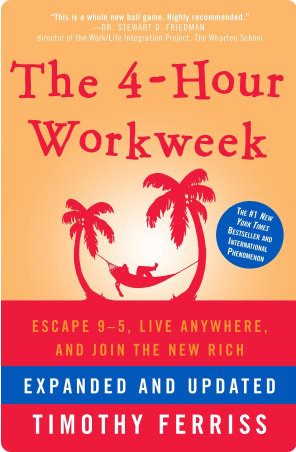 "This is a whole new ball game. Highly recommended."
—DR. STEWART D. FRIEDMAN,
director of the Work/Life Integration Project, The Wharton School
The 4-Hour
Workweek
THE #1 NEW
YORK TIMES
BESTSELLER AND
INTERNATIONAL
PHENOMENON
ESCAPE 9–5, LIVE ANYWHERE,
AND JOIN THE NEW RICH
EXPANDED AND UPDATED
TIMOTHY FERRISS